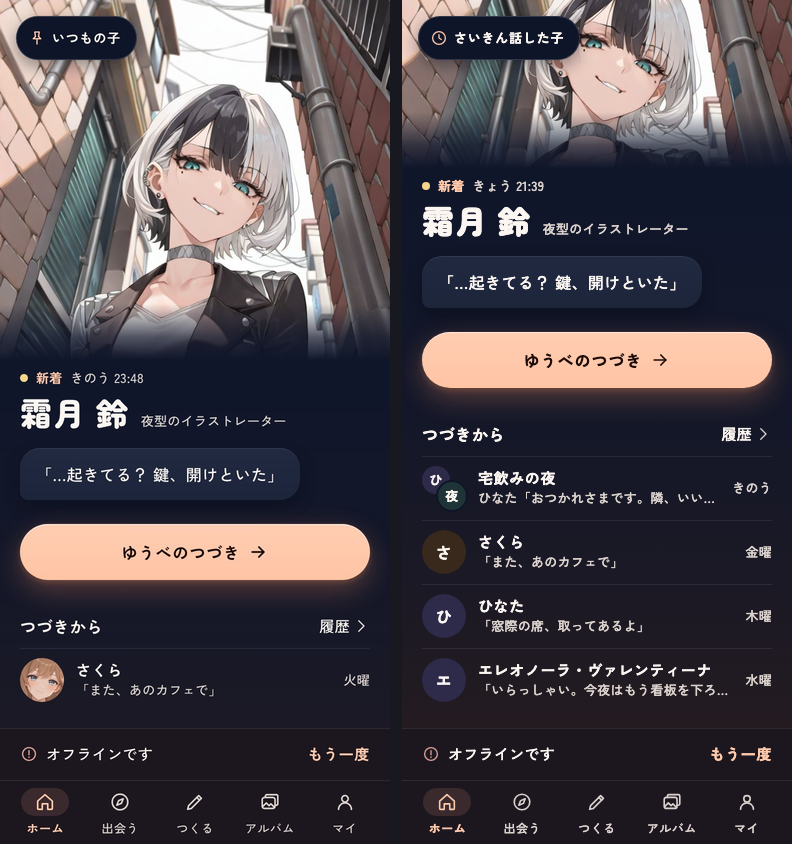 いつもの子
新着 きのう 23:48
霜月 鈴 夜型のイラストレーター
「…起きてる？ 鍵、開けといた」
ゆうべのつづき →
つづきから 履歴 >
さくら
「また、あのカフェで」
火曜
オフラインです もう一度
ホーム 出会う つくる アルバム マイ
さいきん話した子
新着 きょう 21:39
霜月 鈴 夜型のイラストレーター
「…起きてる？ 鍵、開けといた」
ゆうべのつづき →
つづきから 履歴 >
ひ 夜
宅飲みの夜
ひなた「おつかれさまです。隣、いい…
きのう
さ
さくら
「また、あのカフェで」
金曜
ひ
ひなた
「窓際の席、取ってあるよ」
木曜
エ
エレオノーラ・ヴァレンティーナ
「いらっしゃい。今夜はもう看板を下ろ…
水曜
オフラインです もう一度
ホーム 出会う つくる アルバム マイ